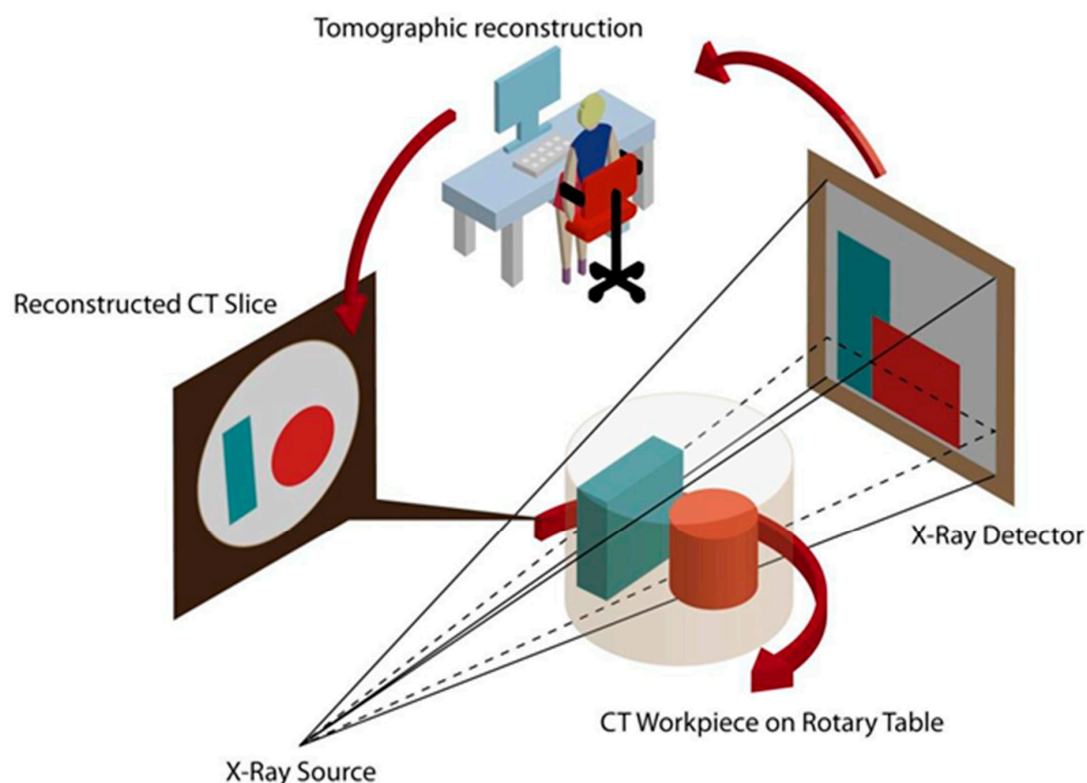 Tomographic reconstruction
Reconstructed CT Slice
X-Ray Detector
CT Workpiece on Rotary Table
X-Ray Source